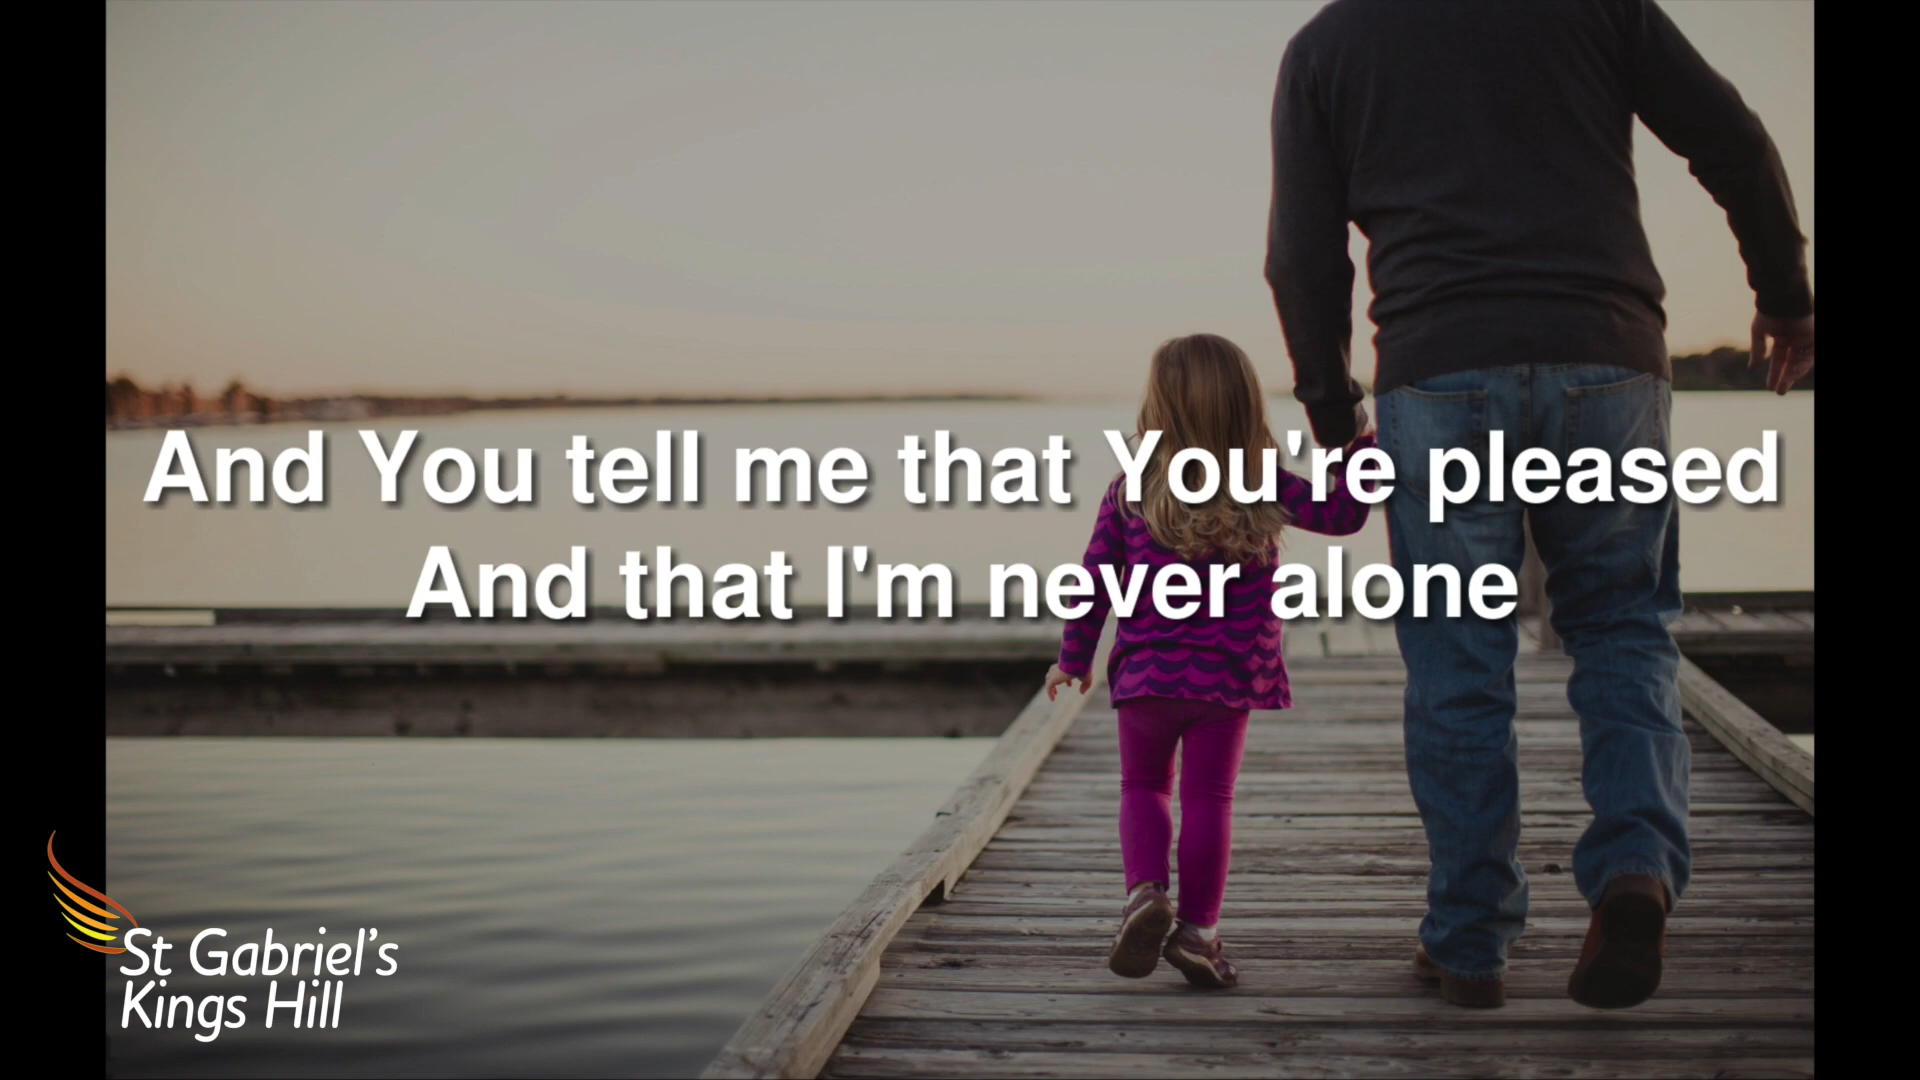 And You tell me that You're pleased
And that I'm never alone
St Gabriel’s
Kings Hill